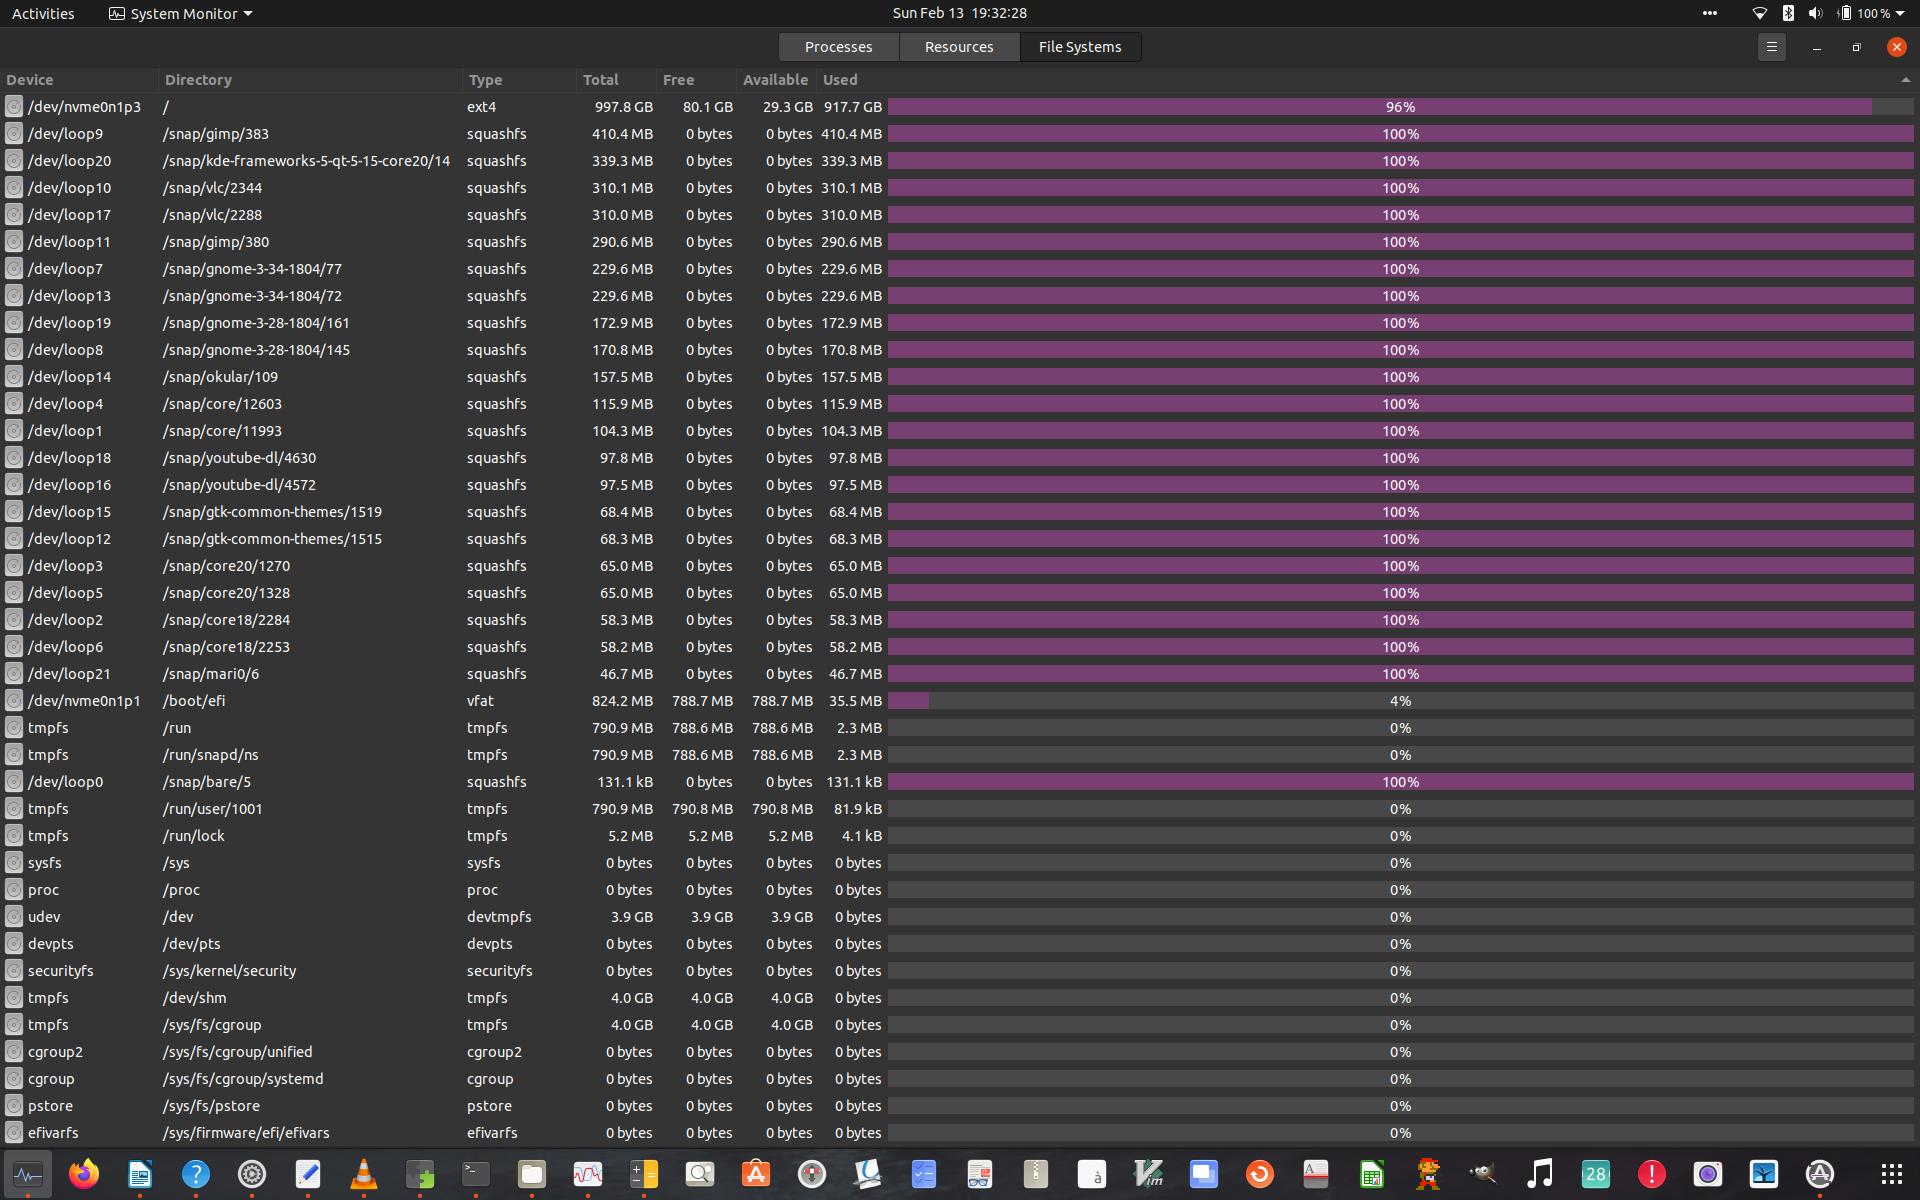 Activities System Monitor Sun Feb 13 19:32:28 100 %
Processes Resources File Systems
Device Directory Type Total Free Available Used
/dev/nvme0n1p3 / ext4 997.8 GB 80.1 GB 29.3 GB 917.7 GB 96%
/dev/loop9 /snap/gimp/383 squashfs 410.4 MB 0 bytes 0 bytes 410.4 MB 100%
/dev/loop20 /snap/kde-frameworks-5-qt-5-15-core20/14 squashfs 339.3 MB 0 bytes 0 bytes 339.3 MB 100%
/dev/loop10 /snap/vlc/2344 squashfs 310.1 MB 0 bytes 0 bytes 310.1 MB 100%
/dev/loop17 /snap/vlc/2288 squashfs 310.0 MB 0 bytes 0 bytes 310.0 MB 100%
/dev/loop11 /snap/gimp/380 squashfs 290.6 MB 0 bytes 0 bytes 290.6 MB 100%
/dev/loop7 /snap/gnome-3-34-1804/77 squashfs 229.6 MB 0 bytes 0 bytes 229.6 MB 100%
/dev/loop13 /snap/gnome-3-34-1804/72 squashfs 229.6 MB 0 bytes 0 bytes 229.6 MB 100%
/dev/loop19 /snap/gnome-3-28-1804/161 squashfs 172.9 MB 0 bytes 0 bytes 172.9 MB 100%
/dev/loop8 /snap/gnome-3-28-1804/145 squashfs 170.8 MB 0 bytes 0 bytes 170.8 MB 100%
/dev/loop14 /snap/okular/109 squashfs 157.5 MB 0 bytes 0 bytes 157.5 MB 100%
/dev/loop4 /snap/core/12603 squashfs 115.9 MB 0 bytes 0 bytes 115.9 MB 100%
/dev/loop1 /snap/core/11993 squashfs 104.3 MB 0 bytes 0 bytes 104.3 MB 100%
/dev/loop18 /snap/youtube-dl/4630 squashfs 97.8 MB 0 bytes 0 bytes 97.8 MB 100%
/dev/loop16 /snap/youtube-dl/4572 squashfs 97.5 MB 0 bytes 0 bytes 97.5 MB 100%
/dev/loop15 /snap/gtk-common-themes/1519 squashfs 68.4 MB 0 bytes 0 bytes 68.4 MB 100%
/dev/loop12 /snap/gtk-common-themes/1515 squashfs 68.3 MB 0 bytes 0 bytes 68.3 MB 100%
/dev/loop3 /snap/core20/1270 squashfs 65.0 MB 0 bytes 0 bytes 65.0 MB 100%
/dev/loop5 /snap/core20/1328 squashfs 65.0 MB 0 bytes 0 bytes 65.0 MB 100%
/dev/loop2 /snap/core18/2284 squashfs 58.3 MB 0 bytes 0 bytes 58.3 MB 100%
/dev/loop6 /snap/core18/2253 squashfs 58.2 MB 0 bytes 0 bytes 58.2 MB 100%
/dev/loop21 /snap/mari0/6 squashfs 46.7 MB 0 bytes 0 bytes 46.7 MB 100%
/dev/nvme0n1p1 /boot/efi vfat 824.2 MB 788.7 MB 788.7 MB 35.5 MB 4%
tmpfs /run tmpfs 790.9 MB 788.6 MB 788.6 MB 2.3 MB 0%
tmpfs /run/snapd/ns tmpfs 790.9 MB 788.6 MB 788.6 MB 2.3 MB 0%
/dev/loop0 /snap/bare/5 squashfs 131.1 kB 0 bytes 0 bytes 131.1 kB 100%
tmpfs /run/user/1001 tmpfs 790.9 MB 790.8 MB 790.8 MB 81.9 kB 0%
tmpfs /run/lock tmpfs 5.2 MB 5.2 MB 5.2 MB 4.1 kB 0%
sysfs /sys sysfs 0 bytes 0 bytes 0 bytes 0 bytes 0%
proc /proc proc 0 bytes 0 bytes 0 bytes 0 bytes 0%
udev /dev devtmpfs 3.9 GB 3.9 GB 3.9 GB 0 bytes 0%
devpts /dev/pts devpts 0 bytes 0 bytes 0 bytes 0 bytes 0%
securityfs /sys/kernel/security securityfs 0 bytes 0 bytes 0 bytes 0 bytes 0%
tmpfs /dev/shm tmpfs 4.0 GB 4.0 GB 4.0 GB 0 bytes 0%
tmpfs /sys/fs/cgroup tmpfs 4.0 GB 4.0 GB 4.0 GB 0 bytes 0%
cgroup2 /sys/fs/cgroup/unified cgroup2 0 bytes 0 bytes 0 bytes 0 bytes 0%
cgroup /sys/fs/cgroup/systemd cgroup 0 bytes 0 bytes 0 bytes 0 bytes 0%
pstore /sys/fs/pstore pstore 0 bytes 0 bytes 0 bytes 0 bytes 0%
efivarfs /sys/firmware/efi/efivars efivarfs 0 bytes 0 bytes 0 bytes 0 bytes 0%
? >_ à Vim A 28 !